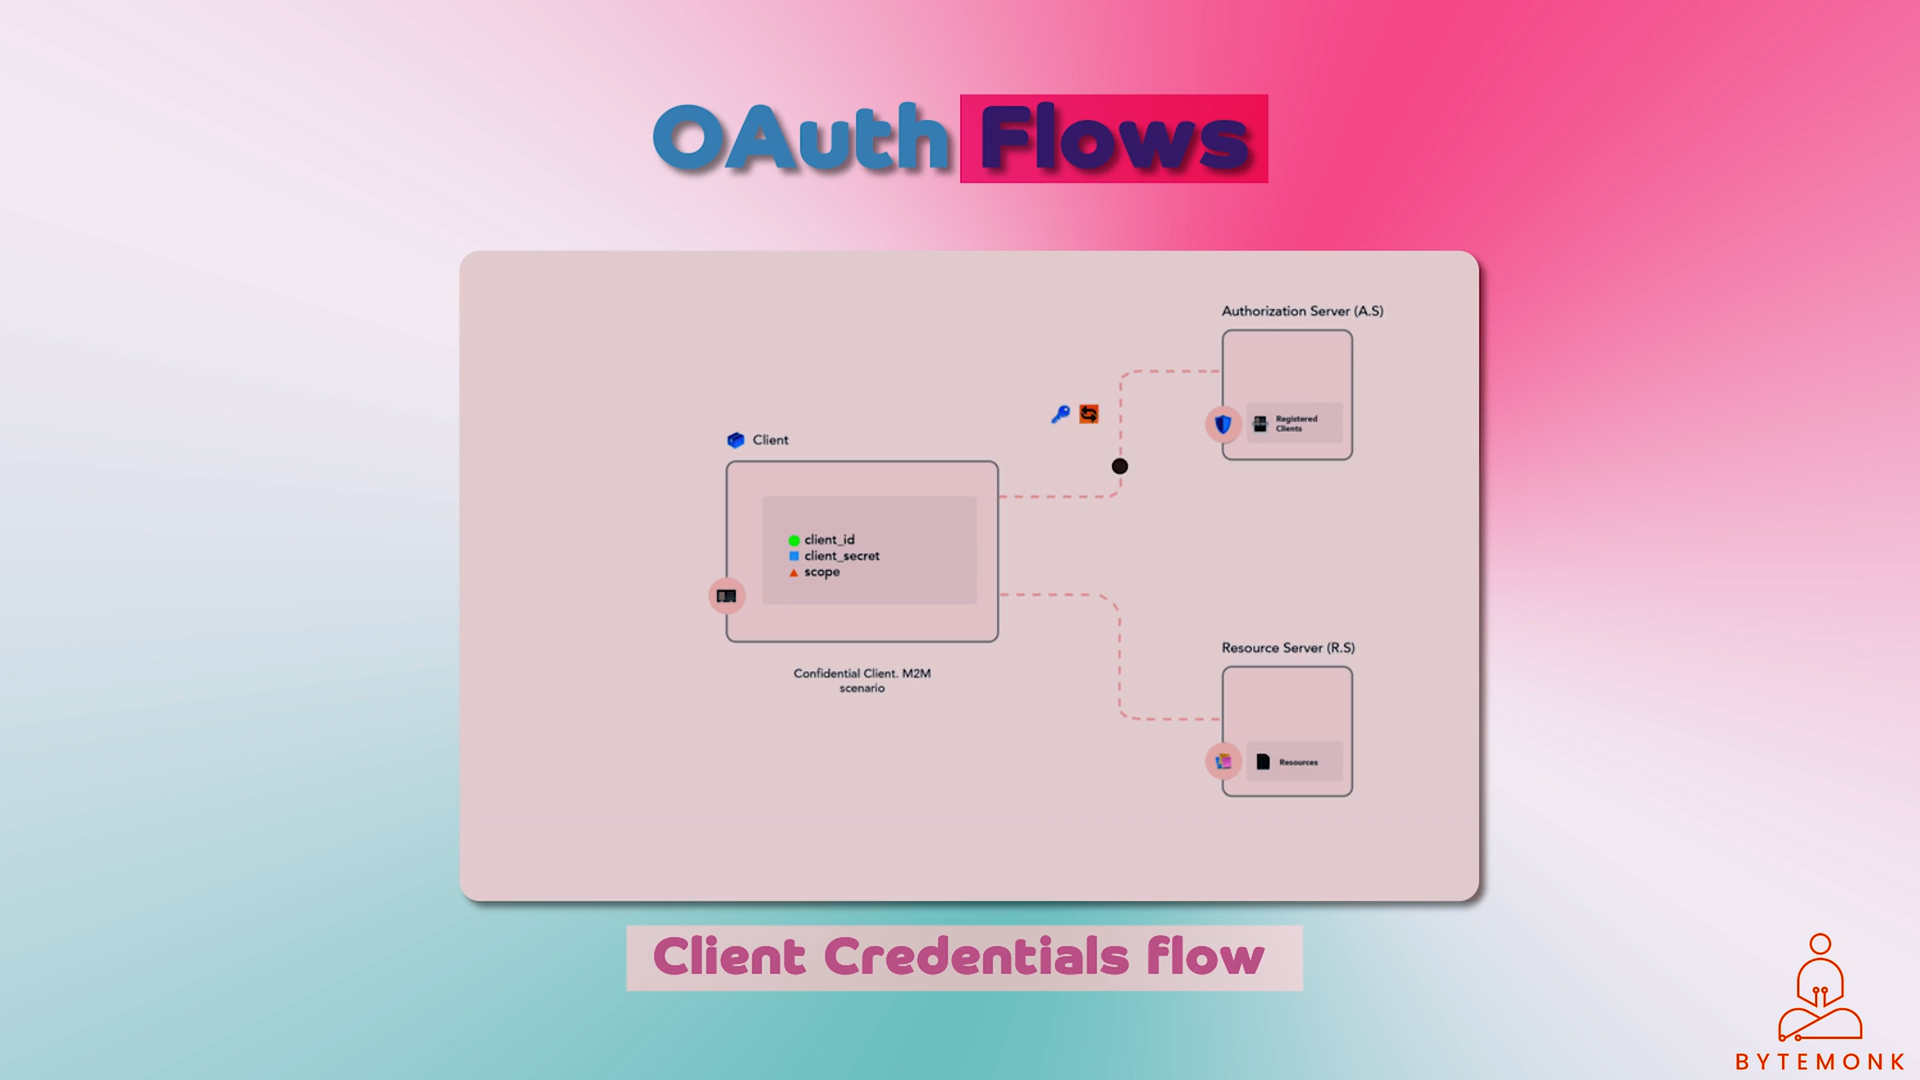 OAuth Flows
Authorization Server (A.S)
Registered
Clients
Client
client_id
client_secret
scope
Confidential Client. M2M
scenario
Resource Server (R.S)
Resources
Client Credentials flow
BYTEMONK